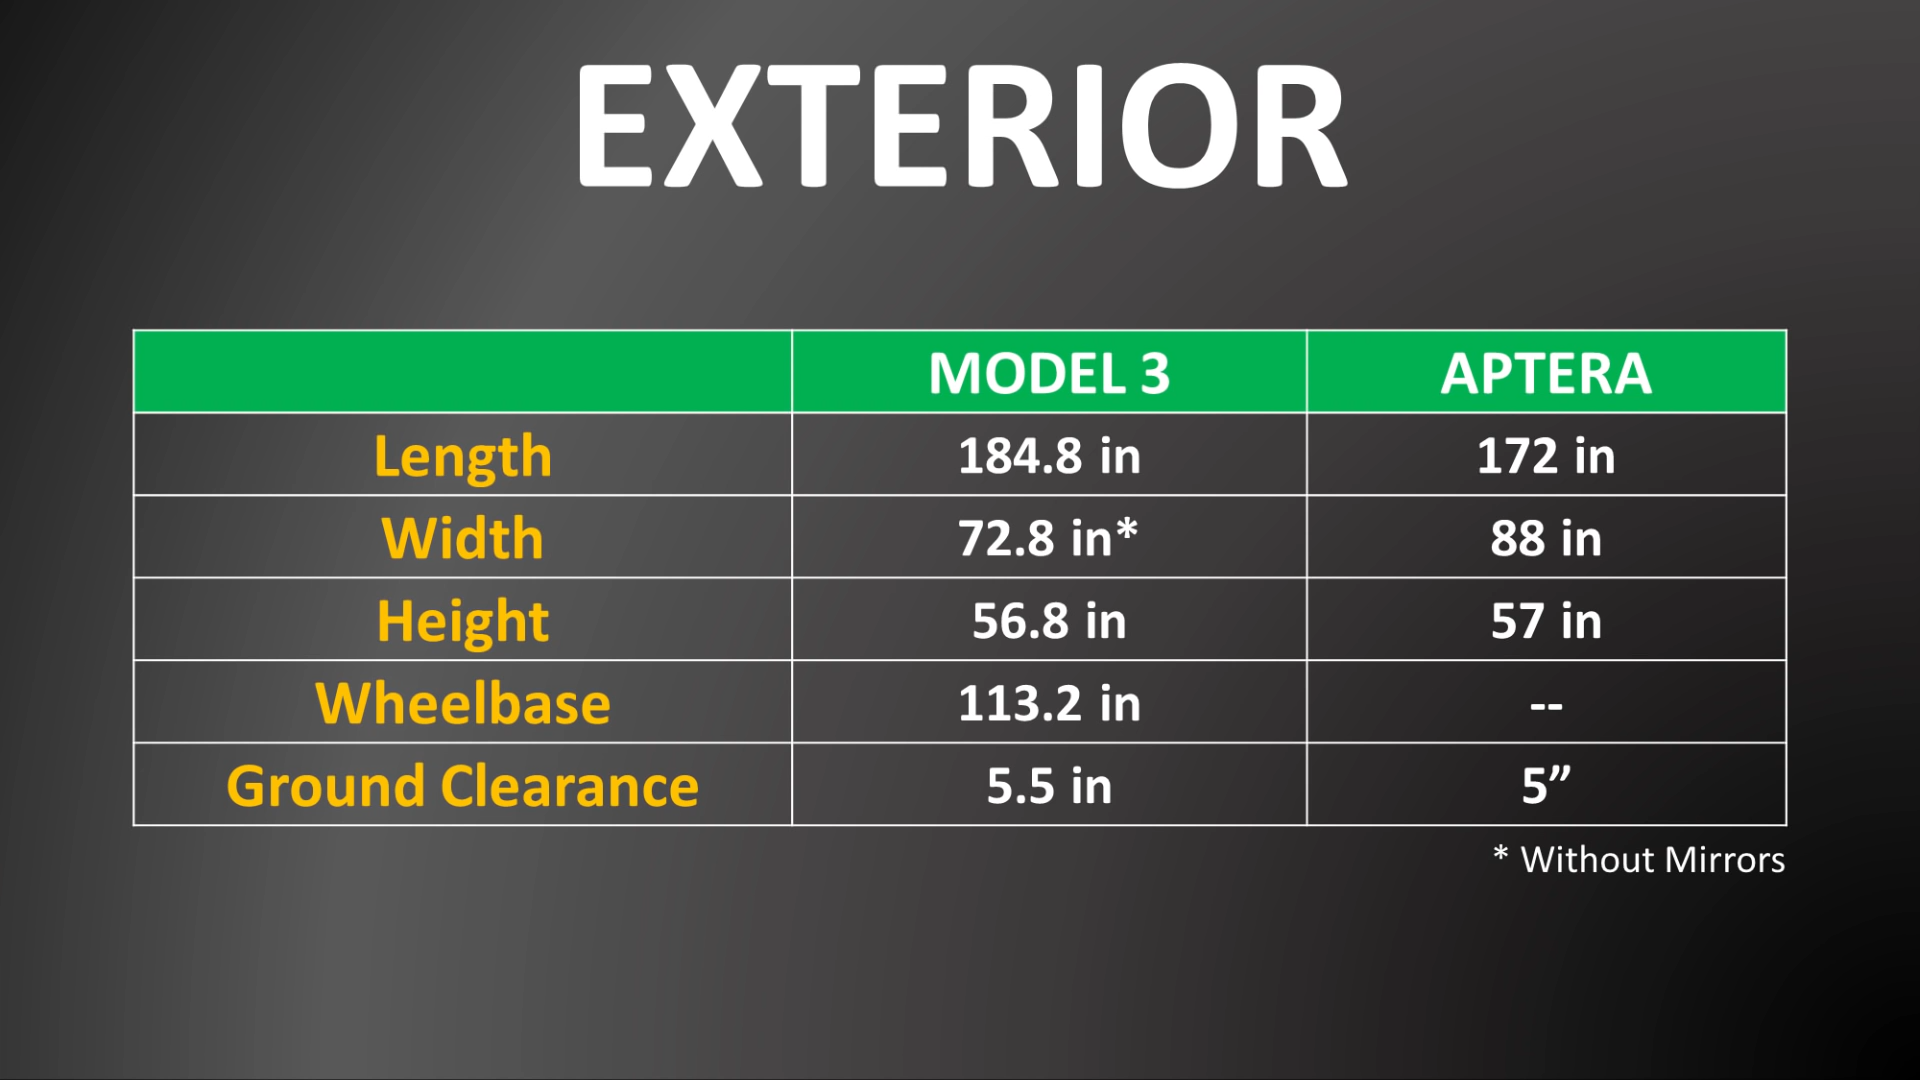 EXTERIOR
MODEL 3 APTERA
Length 184.8 in 172 in
Width 72.8 in* 88 in
Height 56.8 in 57 in
Wheelbase 113.2 in --
Ground Clearance 5.5 in 5”
* Without Mirrors